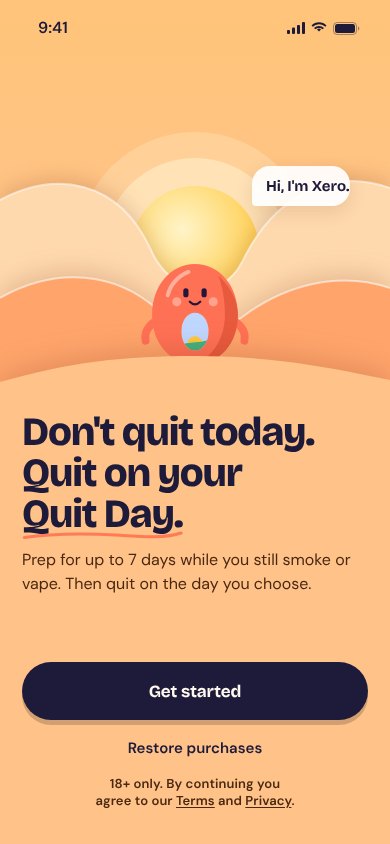 9:41
Hi, I'm Xero.
Don't quit today.
Quit on your
Quit Day.
Prep for up to 7 days while you still smoke or
vape. Then quit on the day you choose.
Get started
Restore purchases
18+ only. By continuing you
agree to our Terms and Privacy.